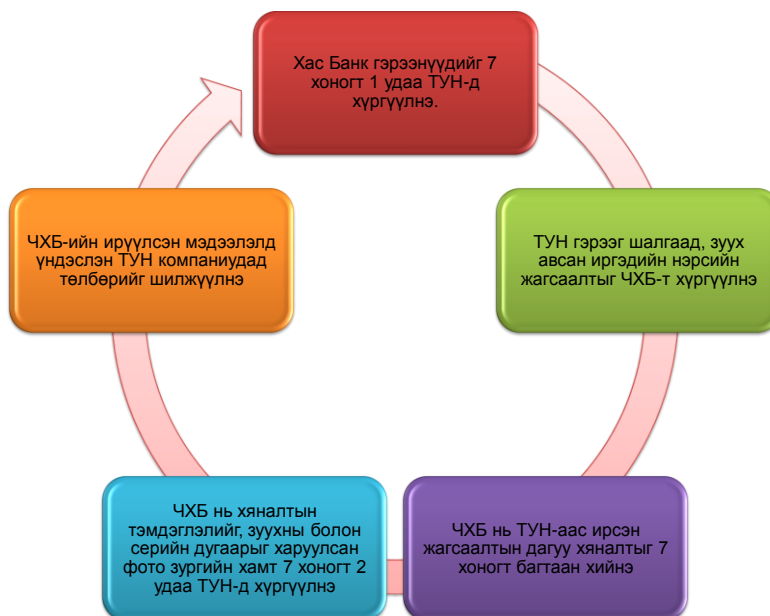 Хас Банк гэрээнүүдийг 7
хоногт 1 удаа ТУН-д
хүргүүлнэ.
ТУН гэрээг шалгаад, зуух
авсан иргэдийн нэрсийн
жагсаалтыг ЧХБ-т хүргүүлнэ
ЧХБ нь ТУН-аас ирсэн
жагсаалтын дагуу хяналтыг 7
хоногт багтаан хийнэ
ЧХБ нь хяналтын
тэмдэглэлийг, зуухны болон
серийн дугаарыг харуулсан
фото зургийн хамт 7 хоногт 2
удаа ТУН-д хүргүүлнэ
ЧХБ-ийн ирүүлсэн мэдээлэлд
үндэслэн ТУН компаниудад
төлбөрийг шилжүүлнэ